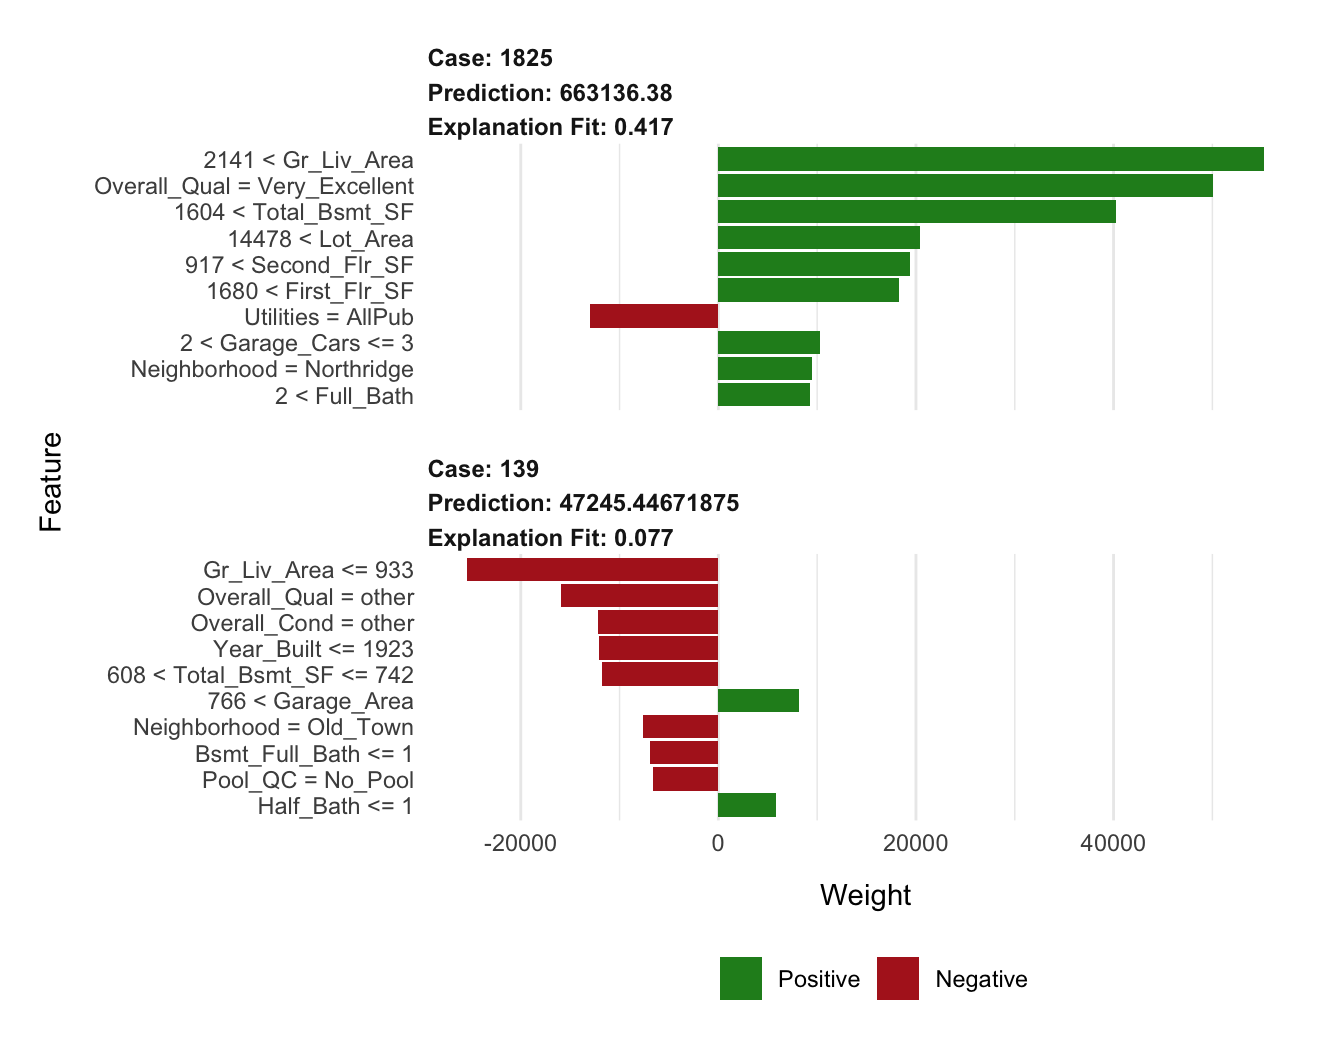 Case: 1825
Prediction: 663136.38
Explanation Fit: 0.417
2141 < Gr_Liv_Area
Overall_Qual = Very_Excellent
1604 < Total_Bsmt_SF
14478 < Lot_Area
917 < Second_Flr_SF
1680 < First_Flr_SF
Utilities = AllPub
2 < Garage_Cars <= 3
Neighborhood = Northridge
2 < Full_Bath
Feature
Case: 139
Prediction: 47245.44671875
Explanation Fit: 0.077
Gr_Liv_Area <= 933
Overall_Qual = other
Overall_Cond = other
Year_Built <= 1923
608 < Total_Bsmt_SF <= 742
766 < Garage_Area
Neighborhood = Old_Town
Bsmt_Full_Bath <= 1
Pool_QC = No_Pool
Half_Bath <= 1
-20000 0 20000 40000
Weight
Positive Negative